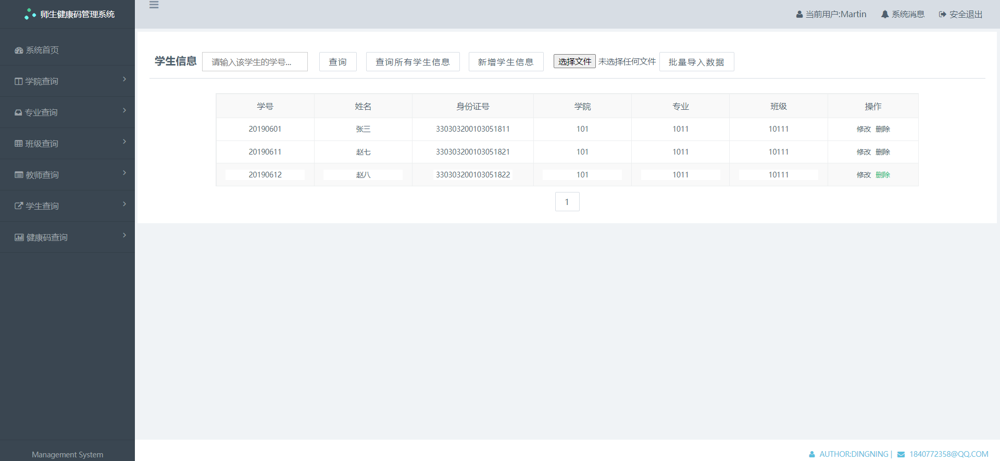 师生健康码管理系统
当前用户:Martin 系统消息 安全退出
系统首页
学院查询
专业查询
班级查询
教师查询
学生查询
健康码查询
Management System
学生信息 请输入该学生的学号... 查询 查询所有学生信息 新增学生信息 选择文件 未选择任何文件 批量导入数据
学号 姓名 身份证号 学院 专业 班级 操作
20190601 张三 330303200103051811 101 1011 10111 修改 删除
20190611 赵七 330303200103051821 101 1011 10111 修改 删除
20190612 赵八 330303200103051822 101 1011 10111 修改 删除
1
AUTHOR:DINGNING | 1840772358@QQ.COM